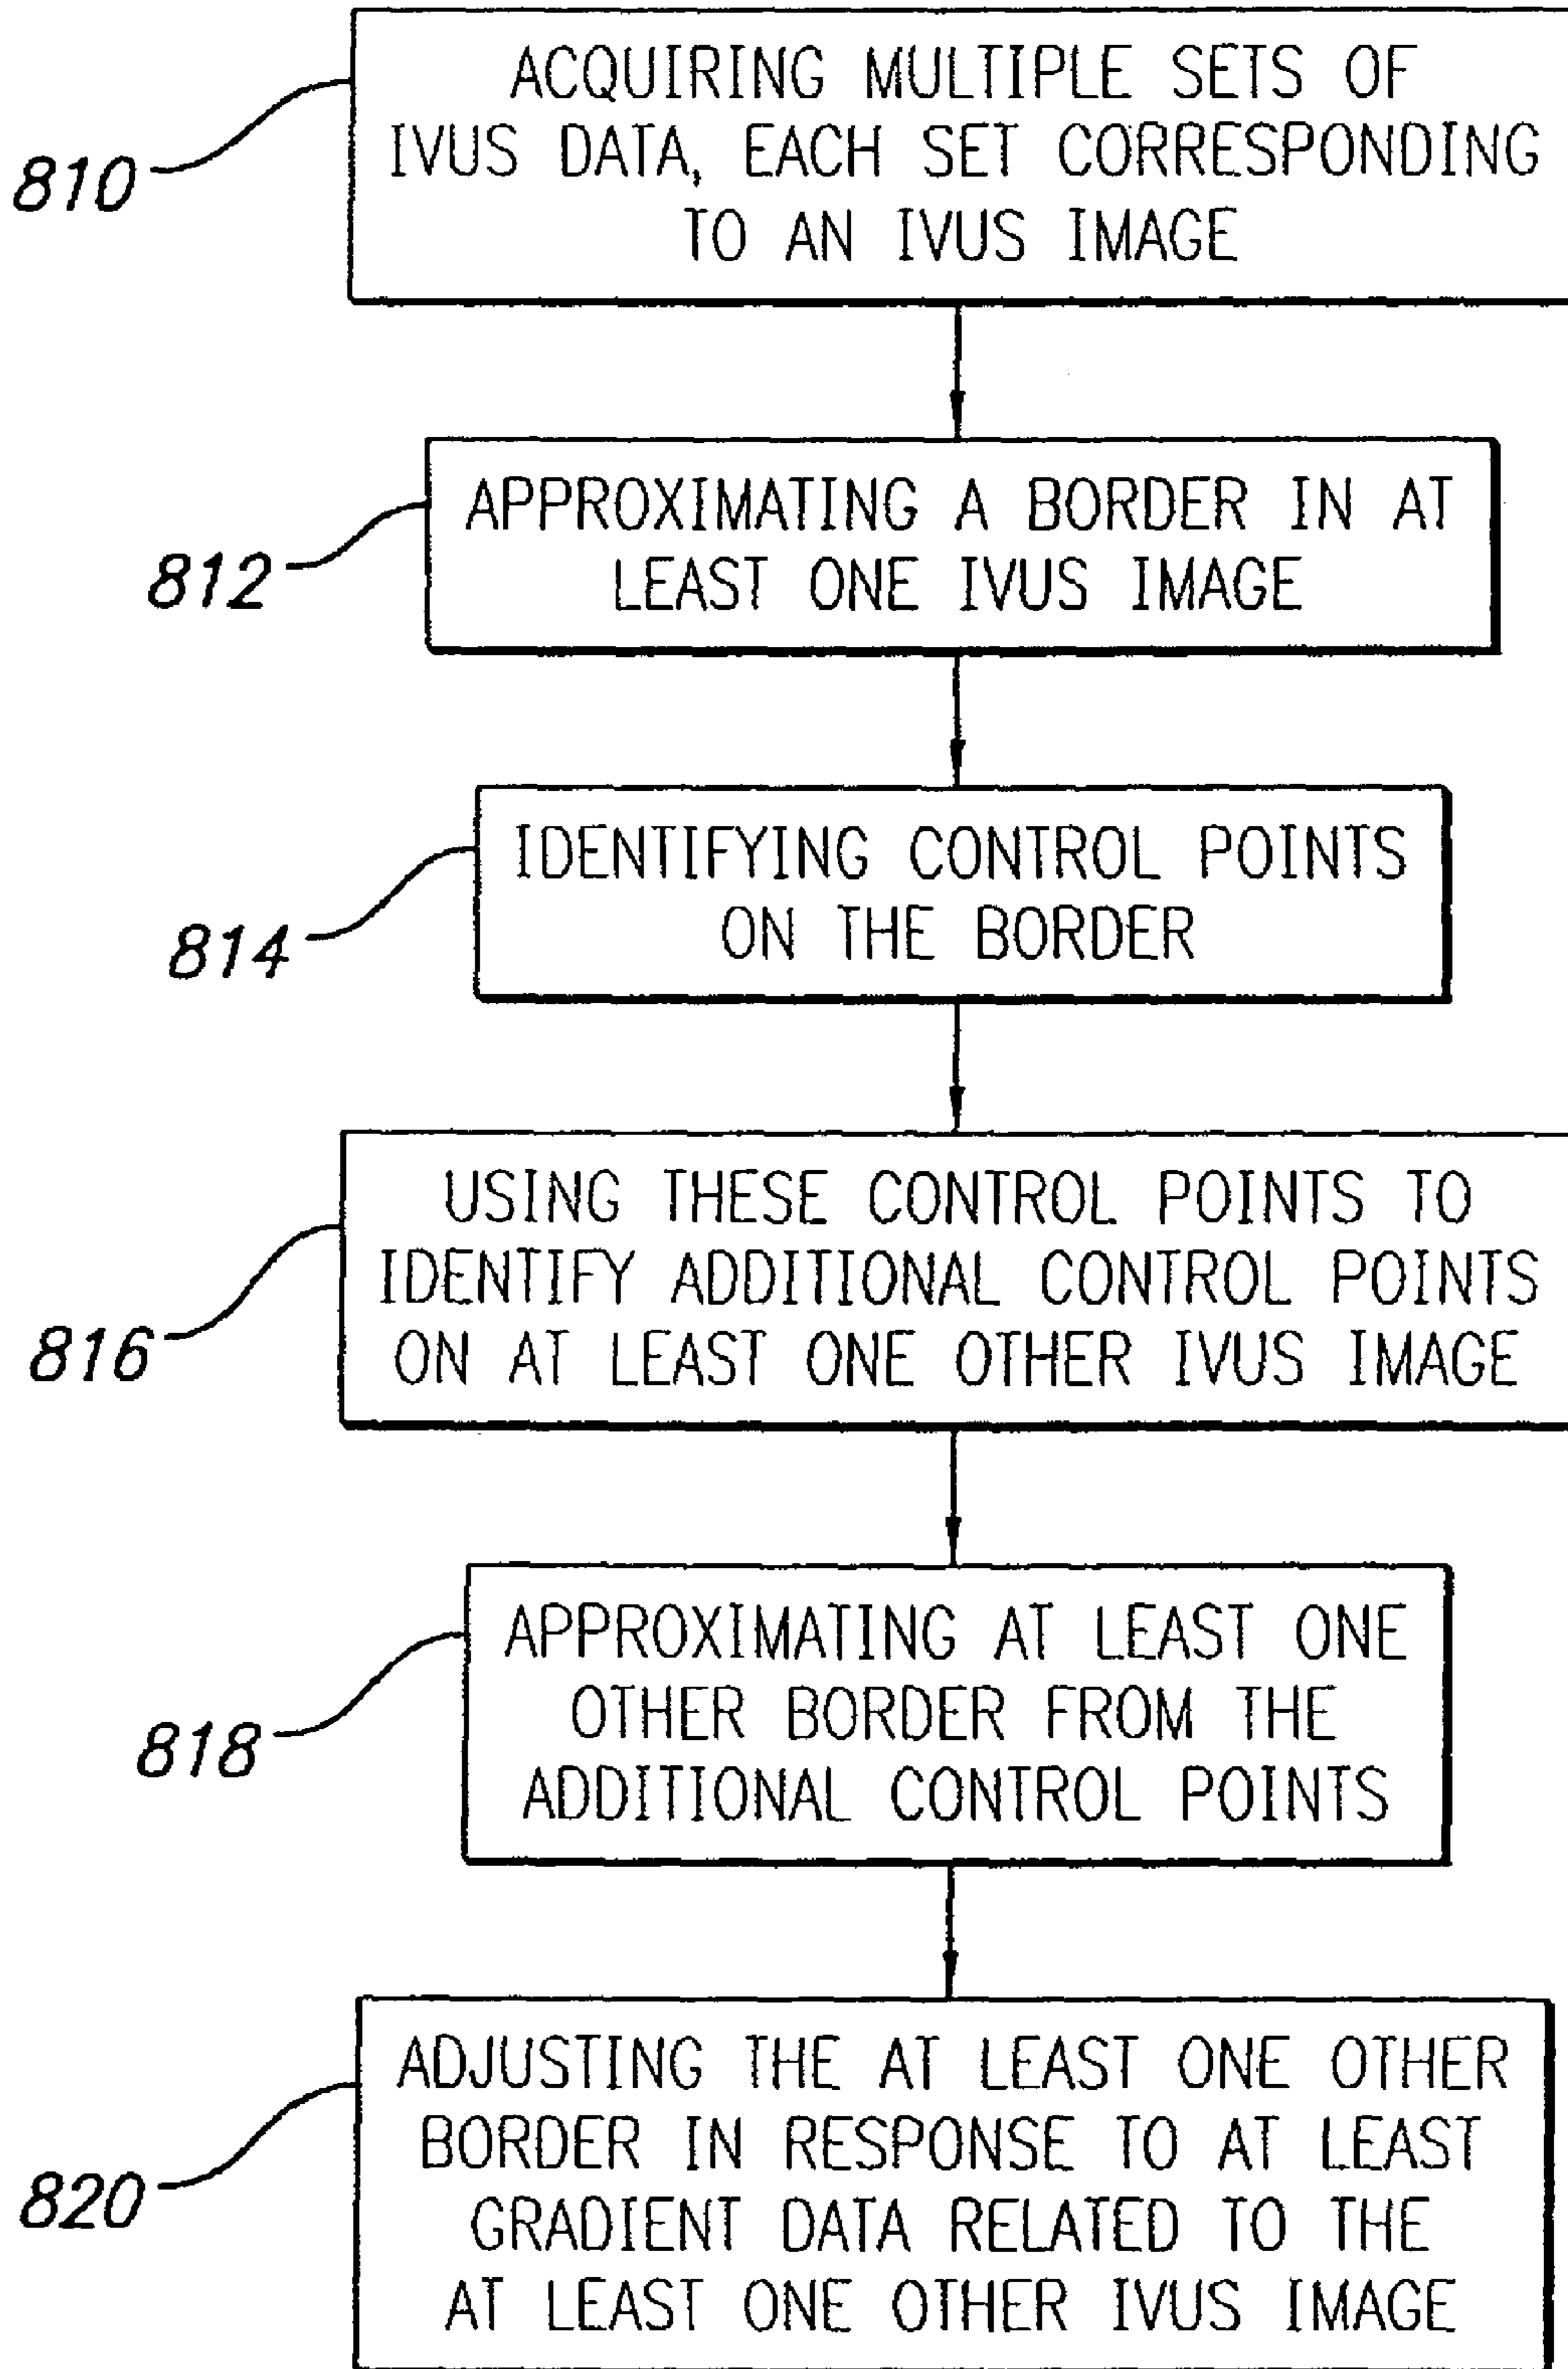 810
ACQUIRING MULTIPLE SETS OF
IVUS DATA, EACH SET CORRESPONDING
TO AN IVUS IMAGE
812
APPROXIMATING A BORDER IN AT
LEAST ONE IVUS IMAGE
814
IDENTIFYING CONTROL POINTS
ON THE BORDER
816
USING THESE CONTROL POINTS TO
IDENTIFY ADDITIONAL CONTROL POINTS
ON AT LEAST ONE OTHER IVUS IMAGE
818
APPROXIMATING AT LEAST ONE
OTHER BORDER FROM THE
ADDITIONAL CONTROL POINTS
820
ADJUSTING THE AT LEAST ONE OTHER
BORDER IN RESPONSE TO AT LEAST
GRADIENT DATA RELATED TO THE
AT LEAST ONE OTHER IVUS IMAGE